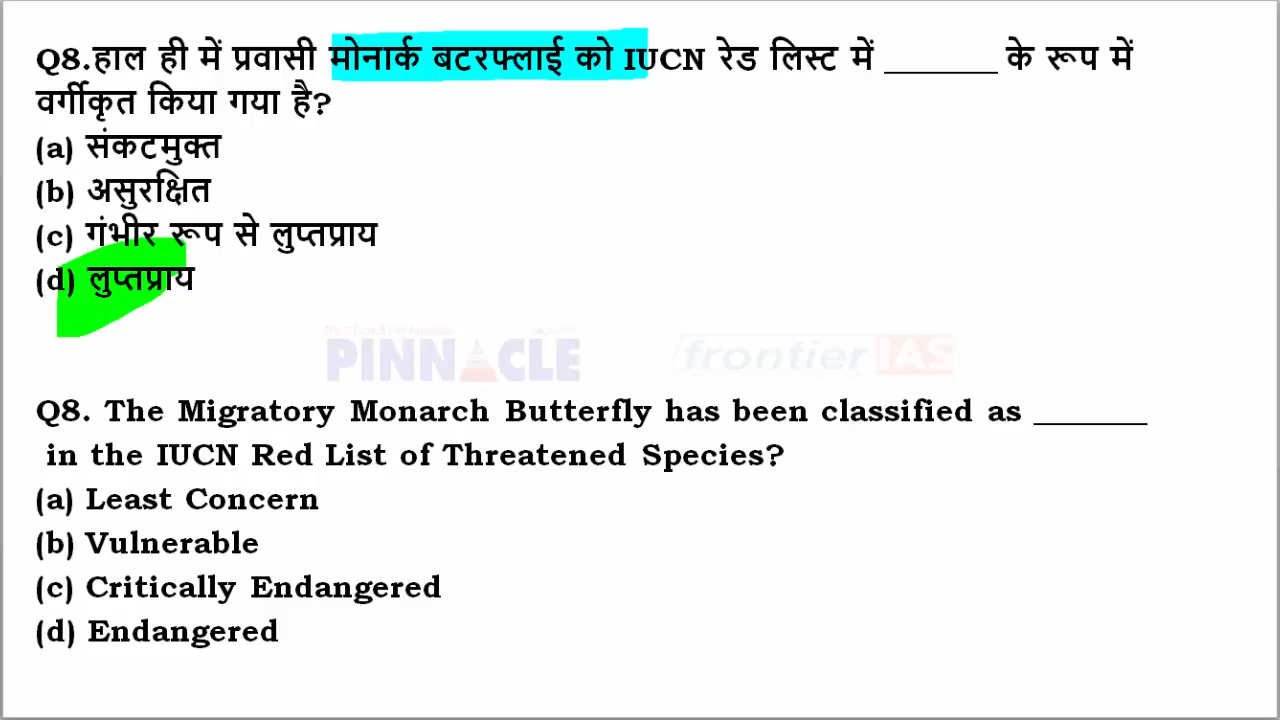 Q8.हाल ही में प्रवासी मोनार्क बटरफ्लाई को IUCN रेड लिस्ट में _______ के रूप में
वर्गीकृत किया गया है?
(a) संकटमुक्त
(b) असुरक्षित
(c) गंभीर रूप से लुप्तप्राय
(d) लुप्तप्राय
PINNACLE
frontier IAS
Q8. The Migratory Monarch Butterfly has been classified as _______
in the IUCN Red List of Threatened Species?
(a) Least Concern
(b) Vulnerable
(c) Critically Endangered
(d) Endangered